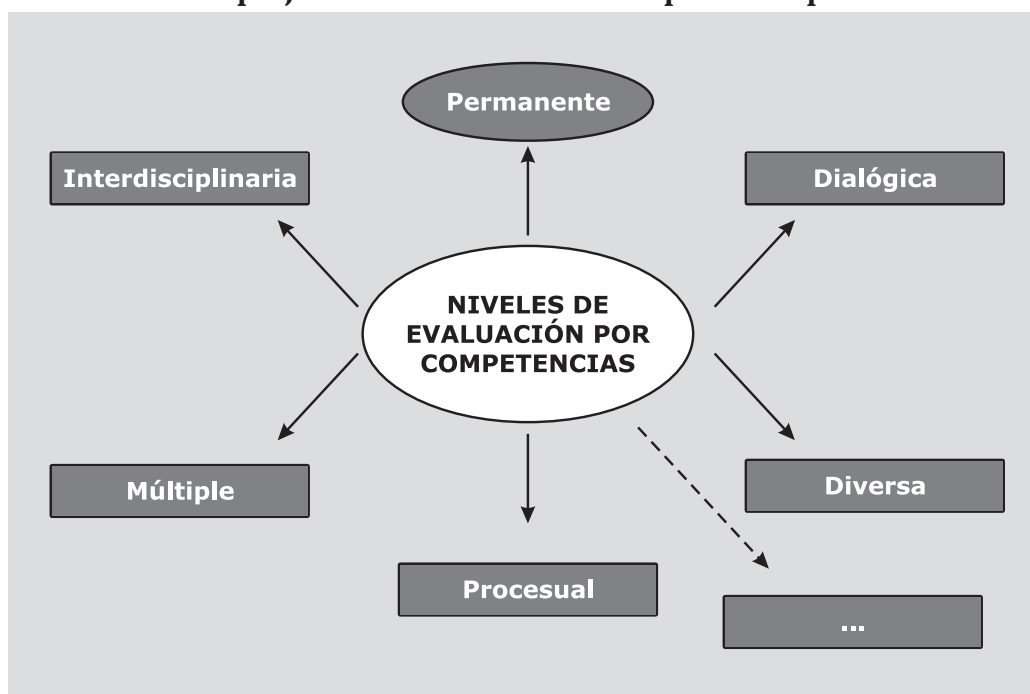 Permanente
Interdisciplinaria
Dialógica
NIVELES DE
EVALUACIÓN POR
COMPETENCIAS
Múltiple
Diversa
Procesual
...